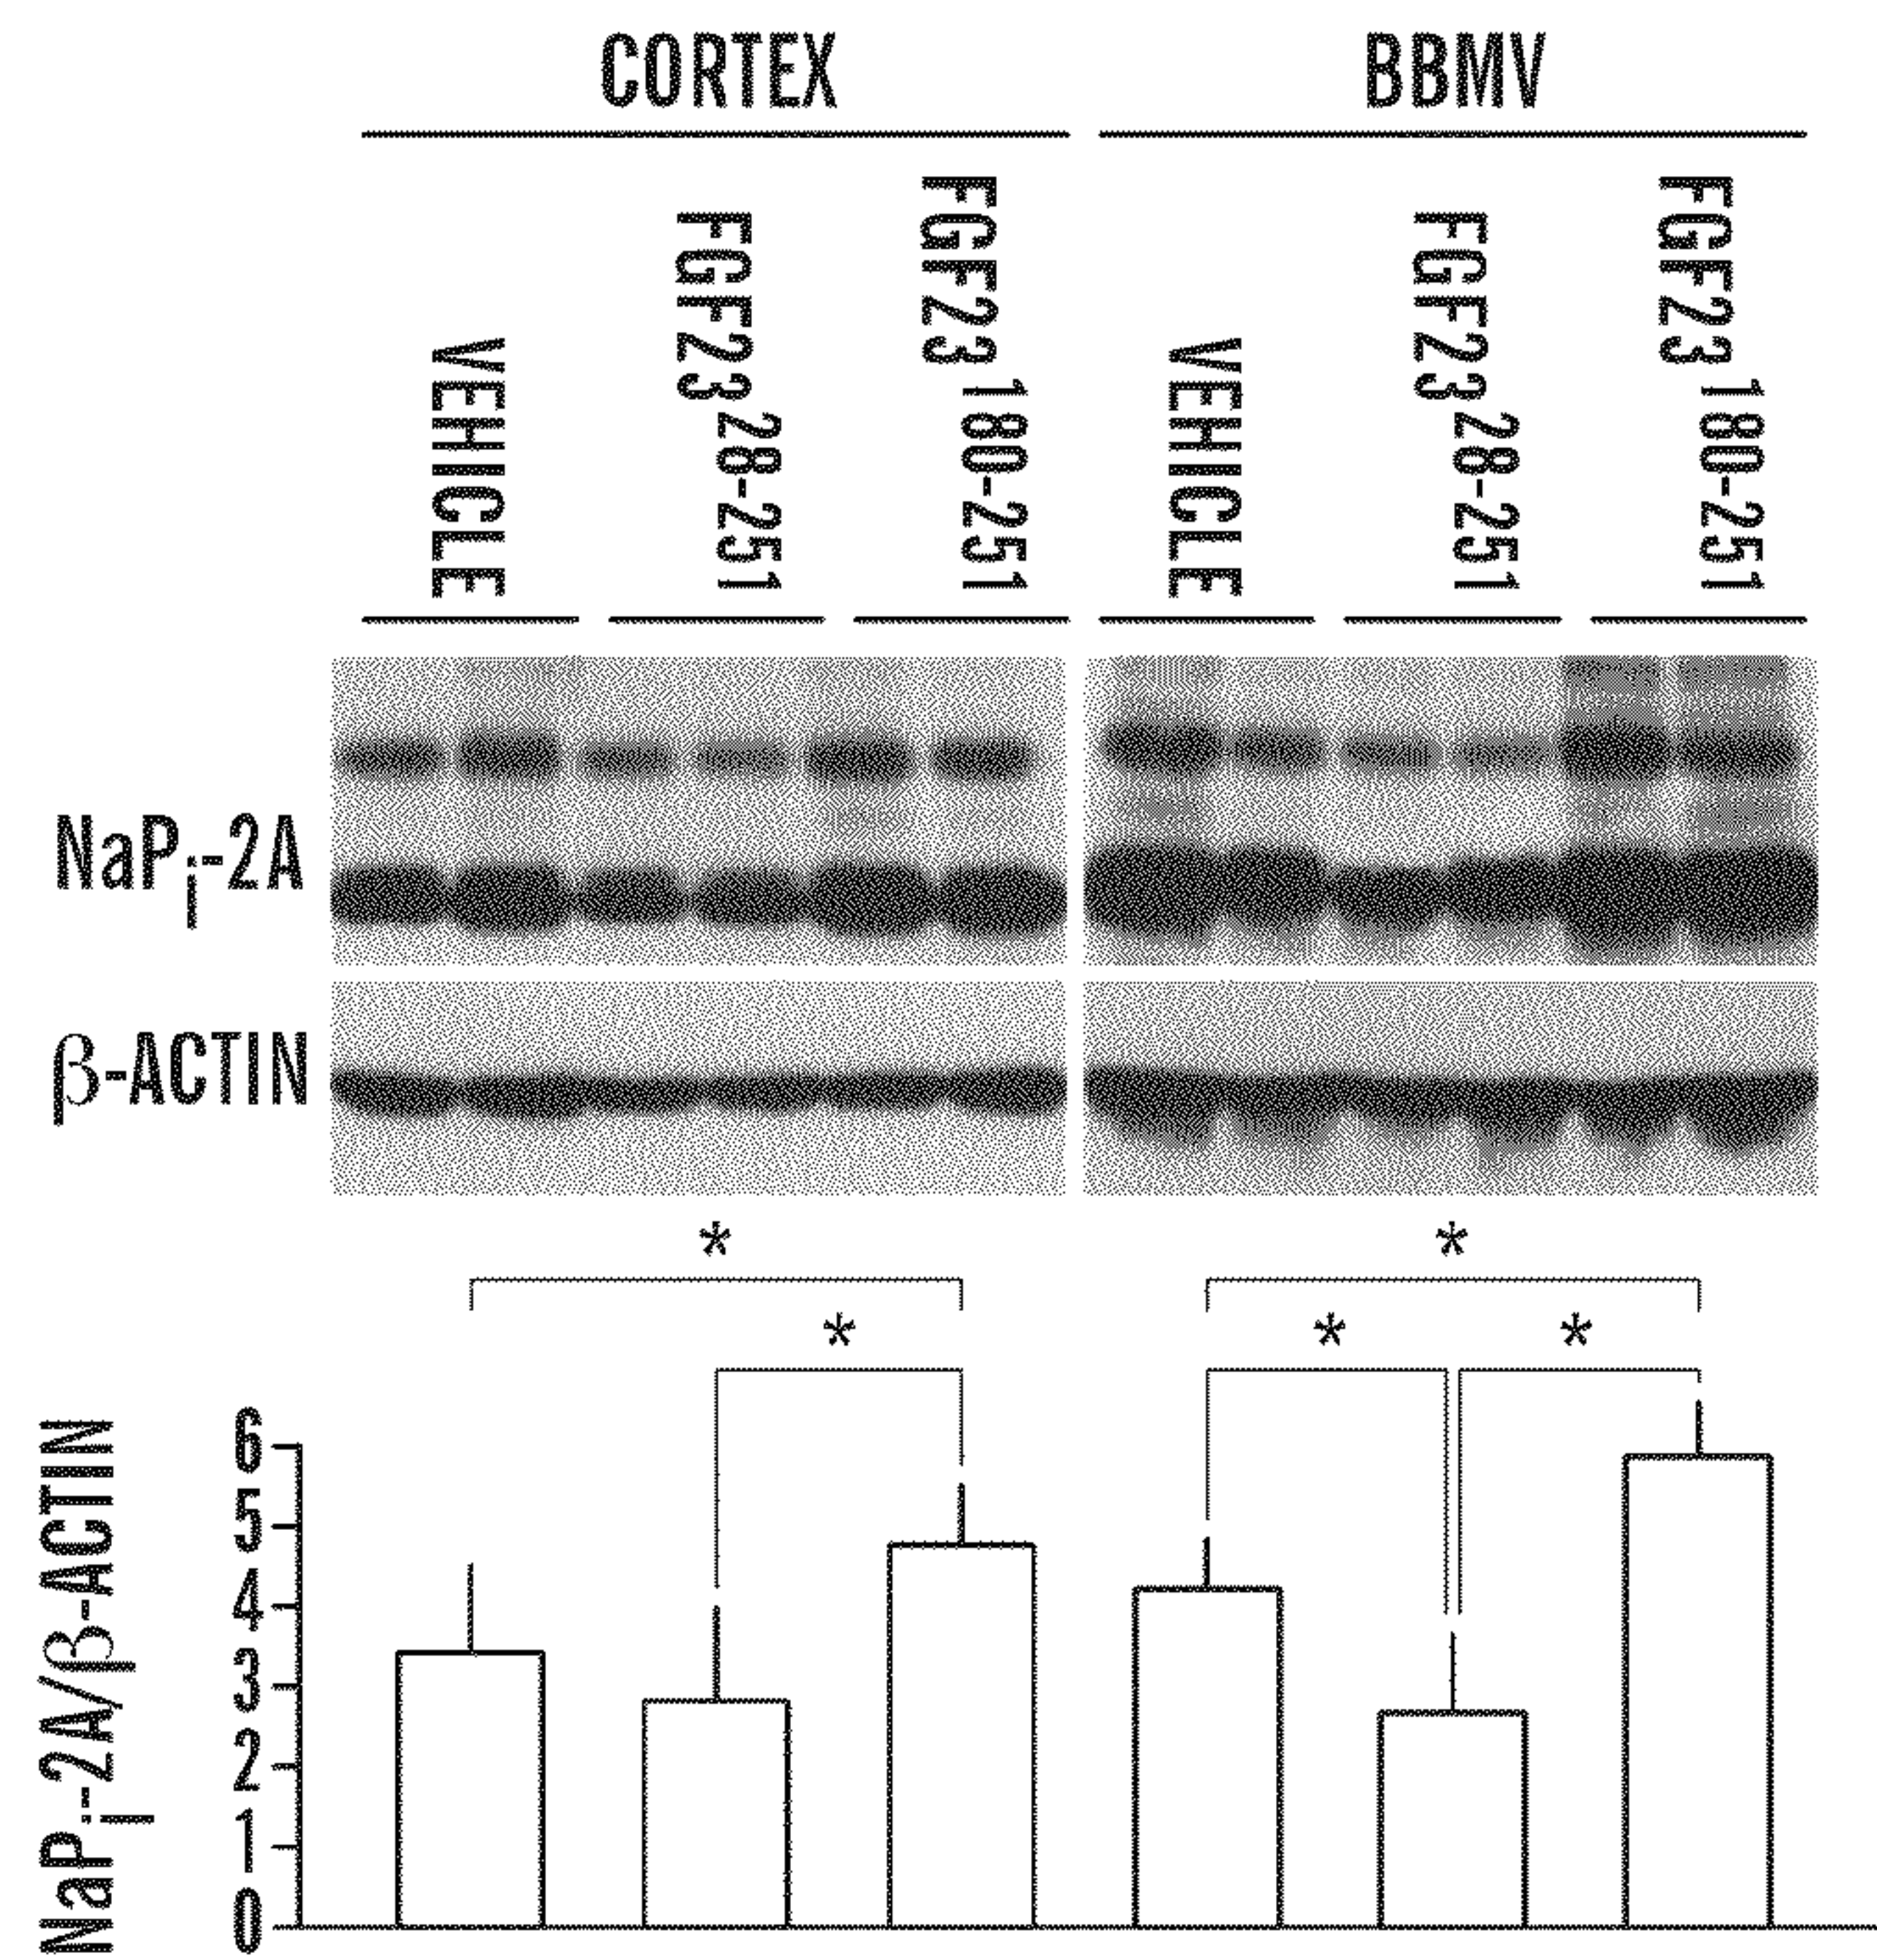 CORTEX
BBMV
VEHICLE
FGF23 28-251
FGF23 180-251
VEHICLE
FGF23 28-251
FGF23 180-251
NaPi-2A
β-ACTIN
*
*
*
*
*
NaPi-2A/β-ACTIN
6
5
4
3
2
1
0